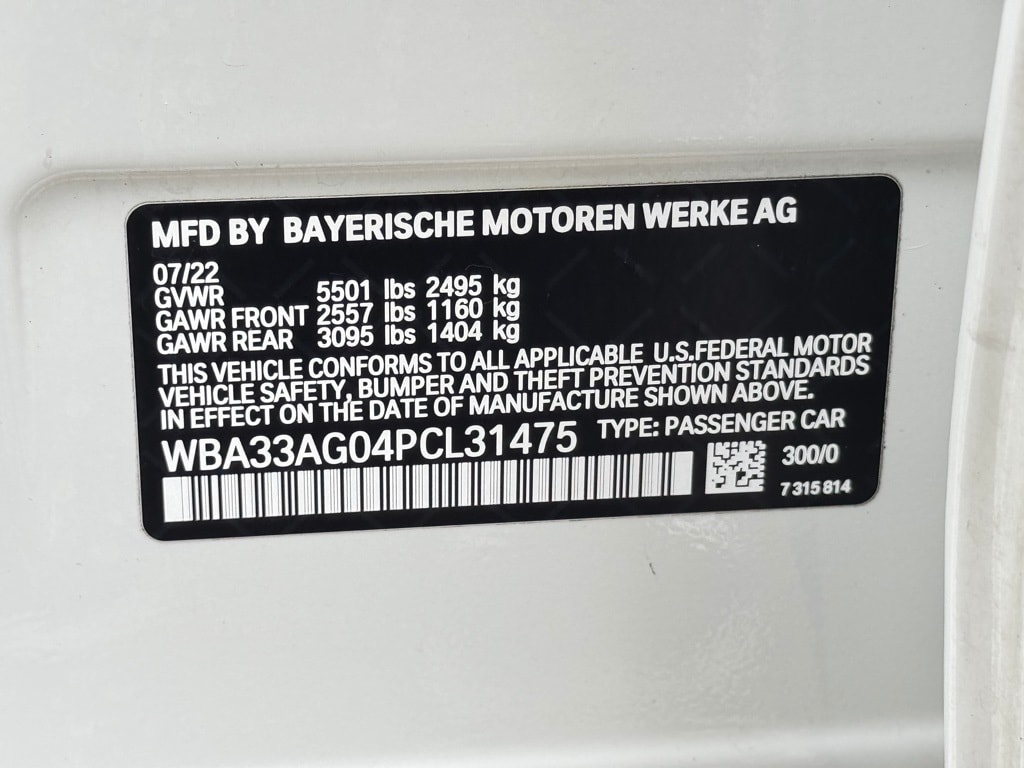 MFD BY BAYERISCHE MOTOREN WERKE AG
07/22
GVWR 5501 lbs 2495 kg
GAWR FRONT 2557 lbs 1160 kg
GAWR REAR 3095 lbs 1404 kg
THIS VEHICLE CONFORMS TO ALL APPLICABLE U.S.FEDERAL MOTOR
VEHICLE SAFETY, BUMPER AND THEFT PREVENTION STANDARDS
IN EFFECT ON THE DATE OF MANUFACTURE SHOWN ABOVE.
WBA33AG04PCL31475 TYPE: PASSENGER CAR
300/0
7 315 814